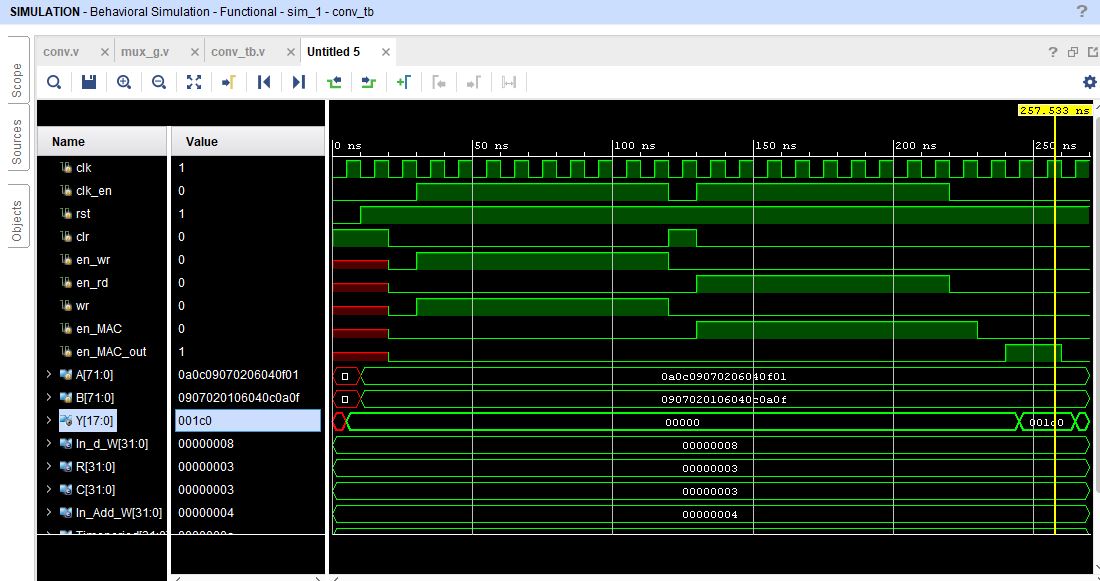 SIMULATION - Behavioral Simulation - Functional - sim_1 - conv_tb ?
conv.v × mux_g.v × conv_tb.v × Untitled 5 × ?
Scope
Sources
Objects
257.533 ns
Name Value
0 ns 50 ns 100 ns 150 ns 200 ns 250 ns
clk 1
clk_en 0
rst 1
clr 0
en_wr 0
en_rd 0
wr 0
en_MAC 0
en_MAC_out 1
A[71:0] 0a0c09070206040f01 0a0c09070206040f01
B[71:0] 0907020106040c0a0f 0907020106040c0a0f
Y[17:0] 001c0 00000 001c0
In_d_W[31:0] 00000008 00000008
R[31:0] 00000003 00000003
C[31:0] 00000003 00000003
In_Add_W[31:0] 00000004 00000004